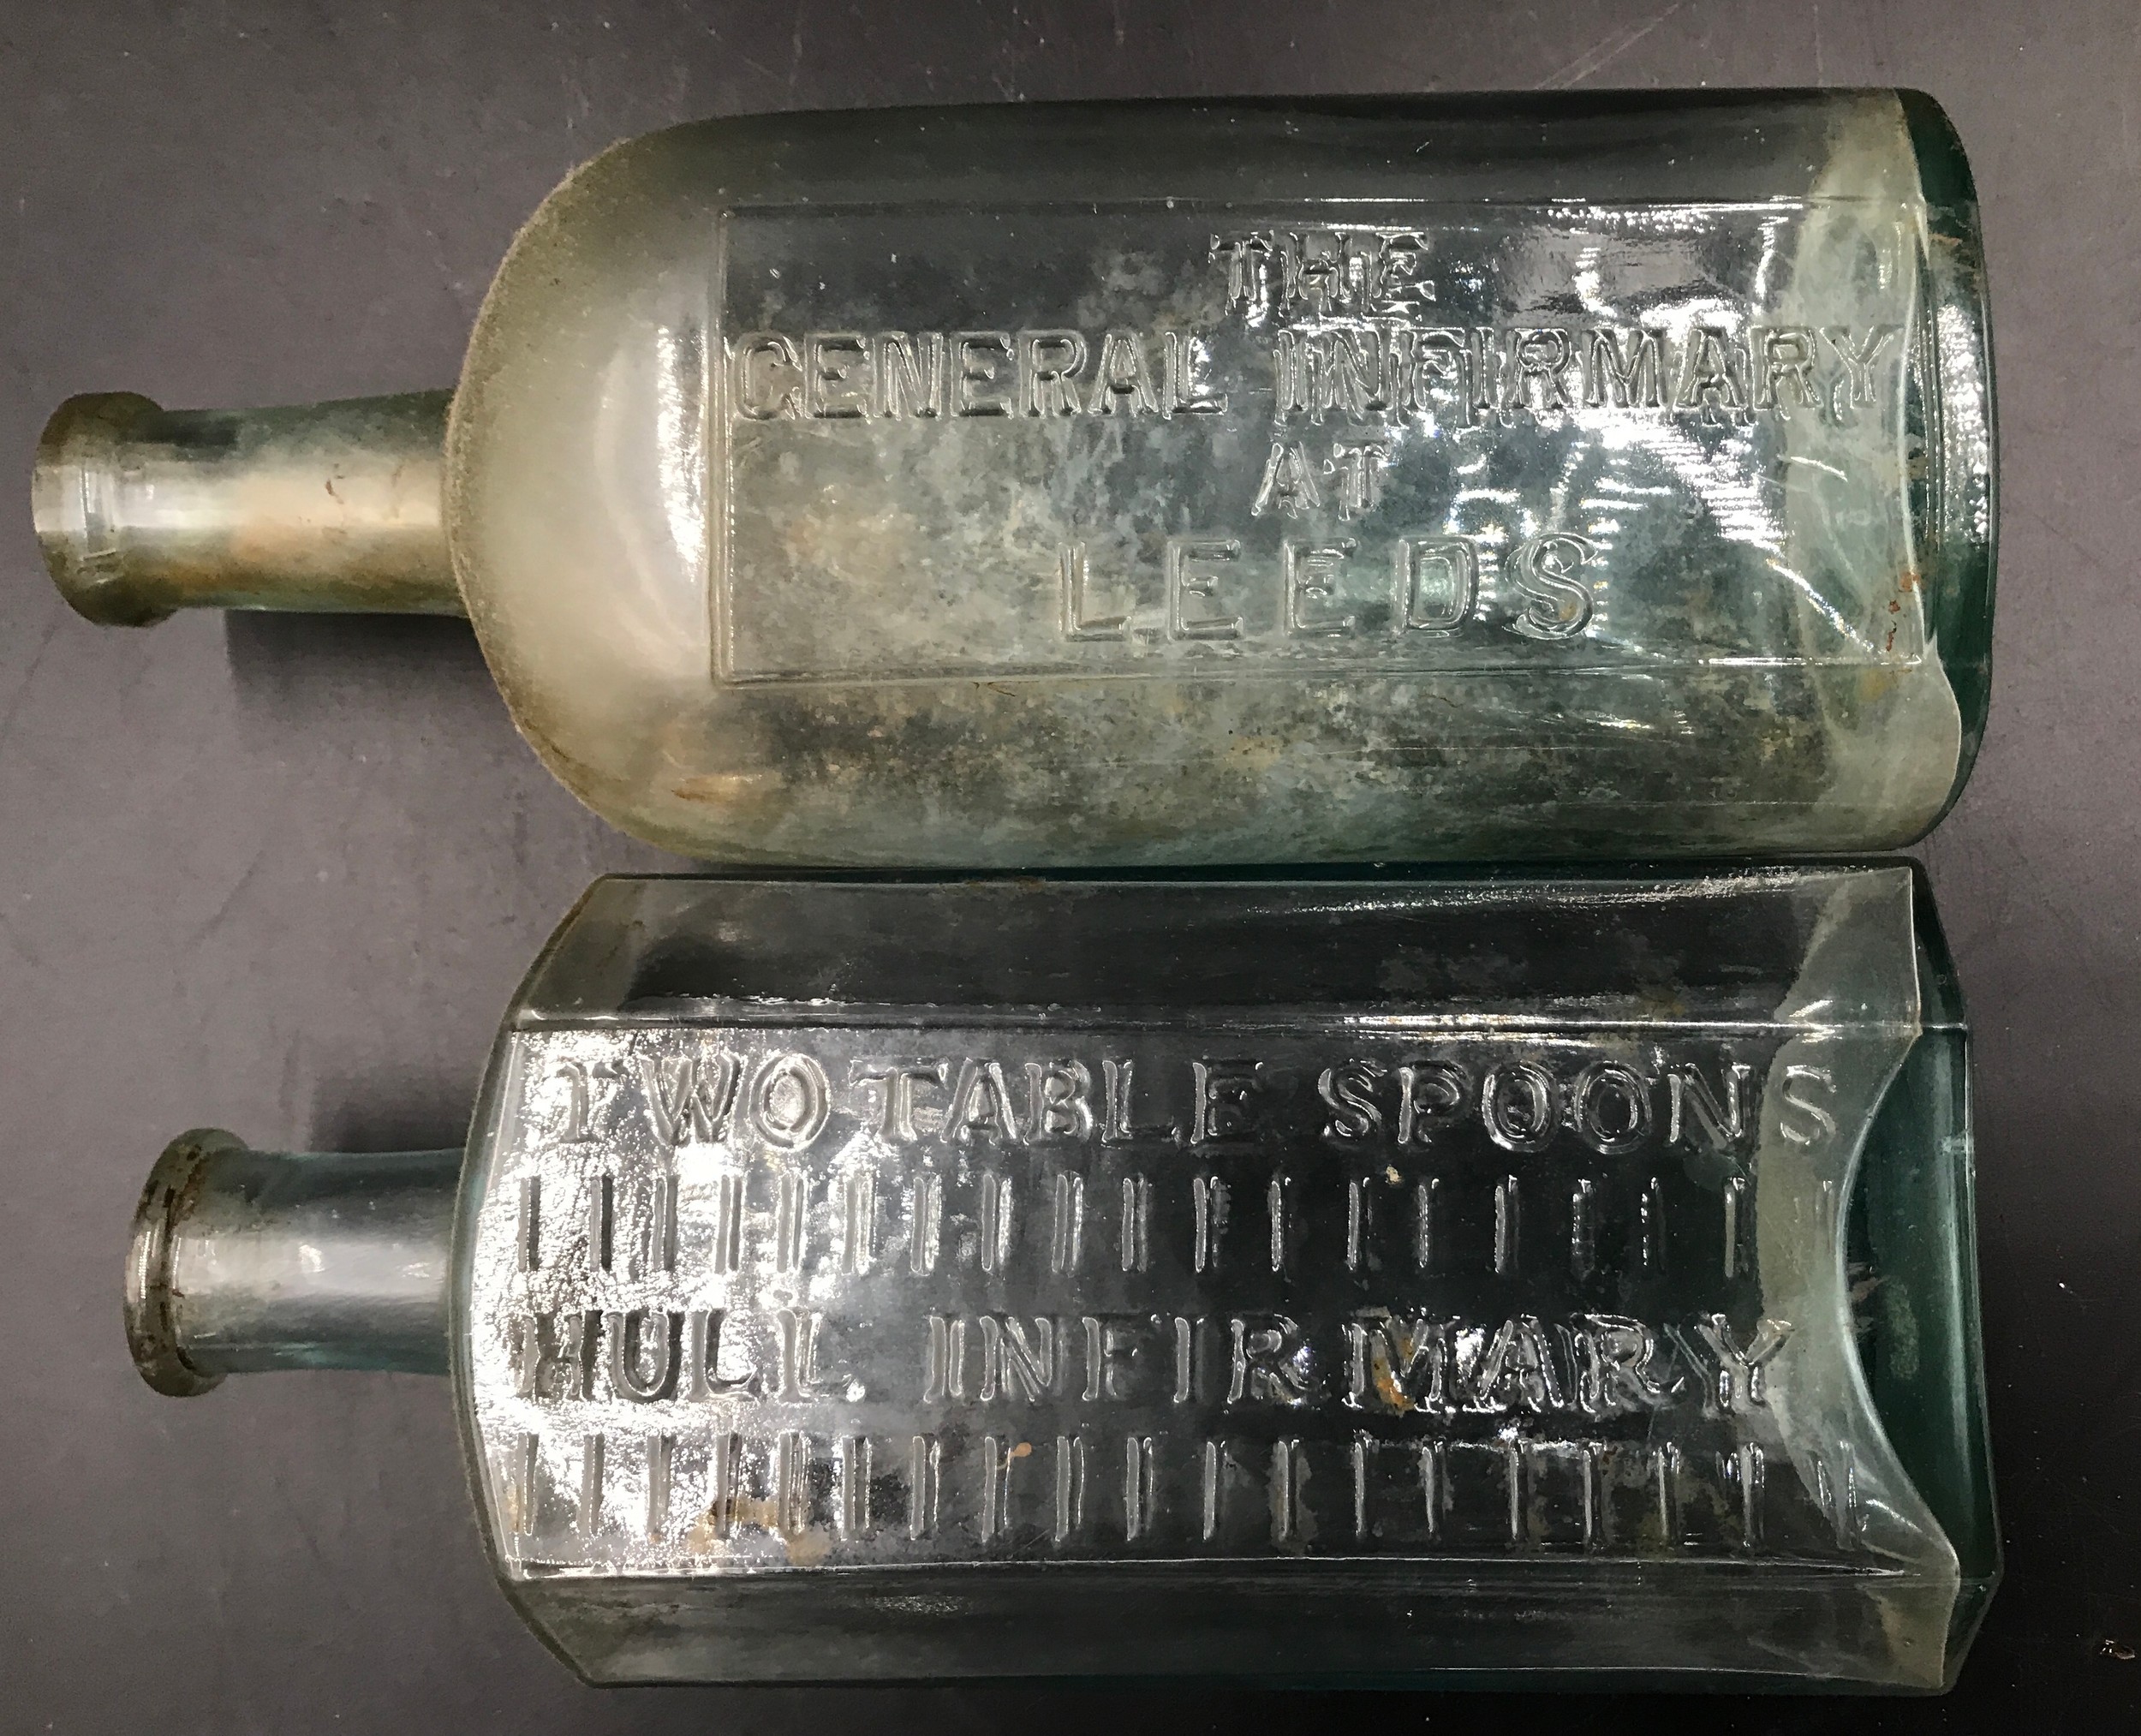 THE
GENERAL INFIRMARY
AT
LEEDS
TWO TABLE SPOONS
HULL INFIRMARY